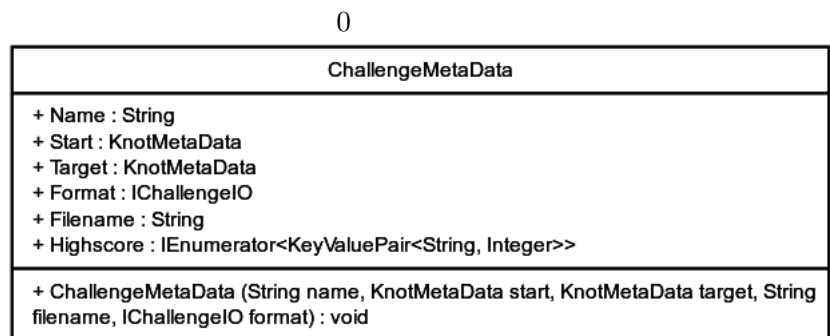 0
ChallengeMetaData
+ Name : String
+ Start : KnotMetaData
+ Target : KnotMetaData
+ Format : IChallengeIO
+ Filename : String
+ Highscore : IEnumerator<KeyValuePair<String, Integer>>
+ ChallengeMetaData (String name, KnotMetaData start, KnotMetaData target, String
filename, IChallengeIO format) : void